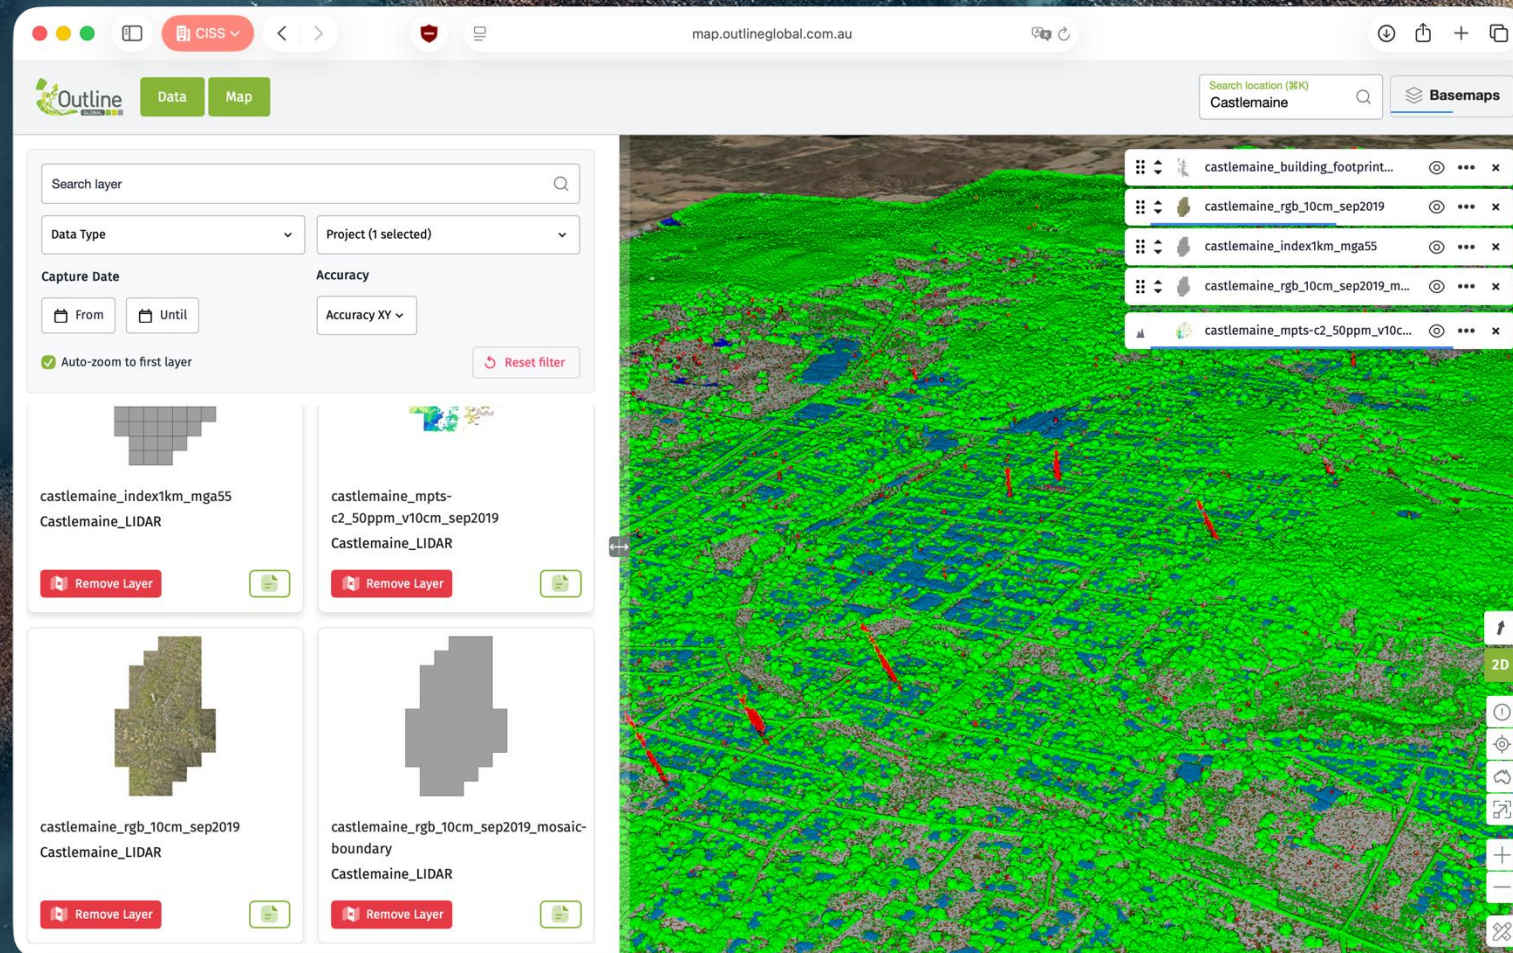 CISS
map.outlineglobal.com.au
Outline
GLOBAL
Data
Map
Search location (⌘K)
Castlemaine
Basemaps
Search layer
Data Type
Project (1 selected)
Capture Date
Accuracy
From
Until
Accuracy XY
Auto-zoom to first layer
Reset filter
castlemaine_index1km_mga55
Castlemaine_LIDAR
Remove Layer
castlemaine_mpts-
c2_50ppm_v10cm_sep2019
Castlemaine_LIDAR
Remove Layer
castlemaine_rgb_10cm_sep2019
Castlemaine_LIDAR
Remove Layer
castlemaine_rgb_10cm_sep2019_mosaic-
boundary
Castlemaine_LIDAR
Remove Layer
castlemaine_building_footprint...
castlemaine_rgb_10cm_sep2019
castlemaine_index1km_mga55
castlemaine_rgb_10cm_sep2019_m...
castlemaine_mpts-c2_50ppm_v10c...
2D